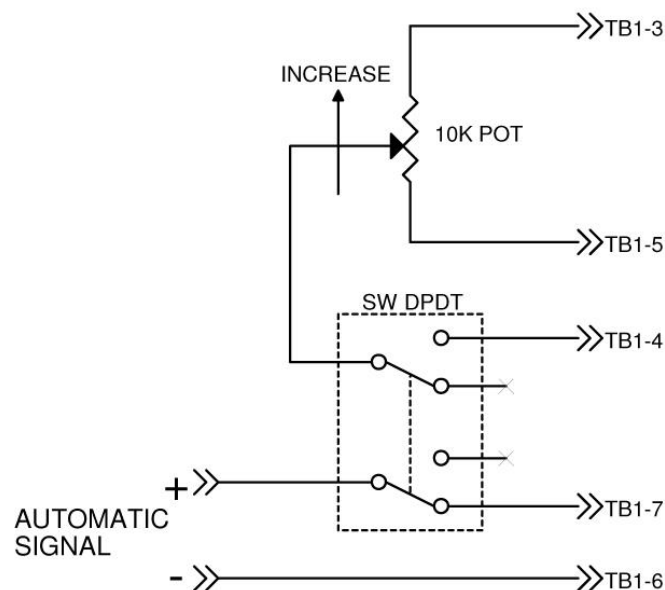 TB1-3
INCREASE
10K POT
TB1-5
SW DPDT
TB1-4
+
AUTOMATIC
SIGNAL
TB1-7
-
TB1-6